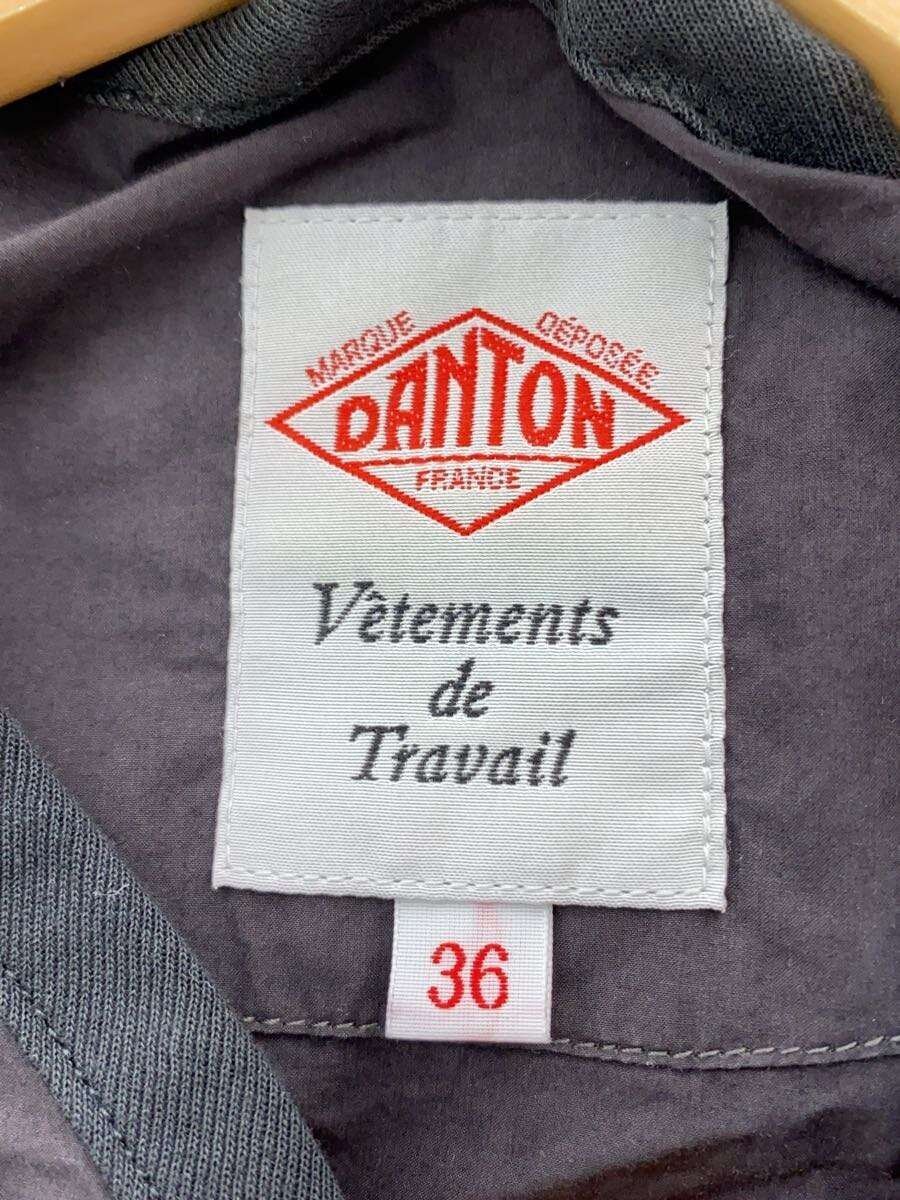 MARQUE DÉPOSÉE
DANTON
FRANCE
Vêtements
de
Travail
36